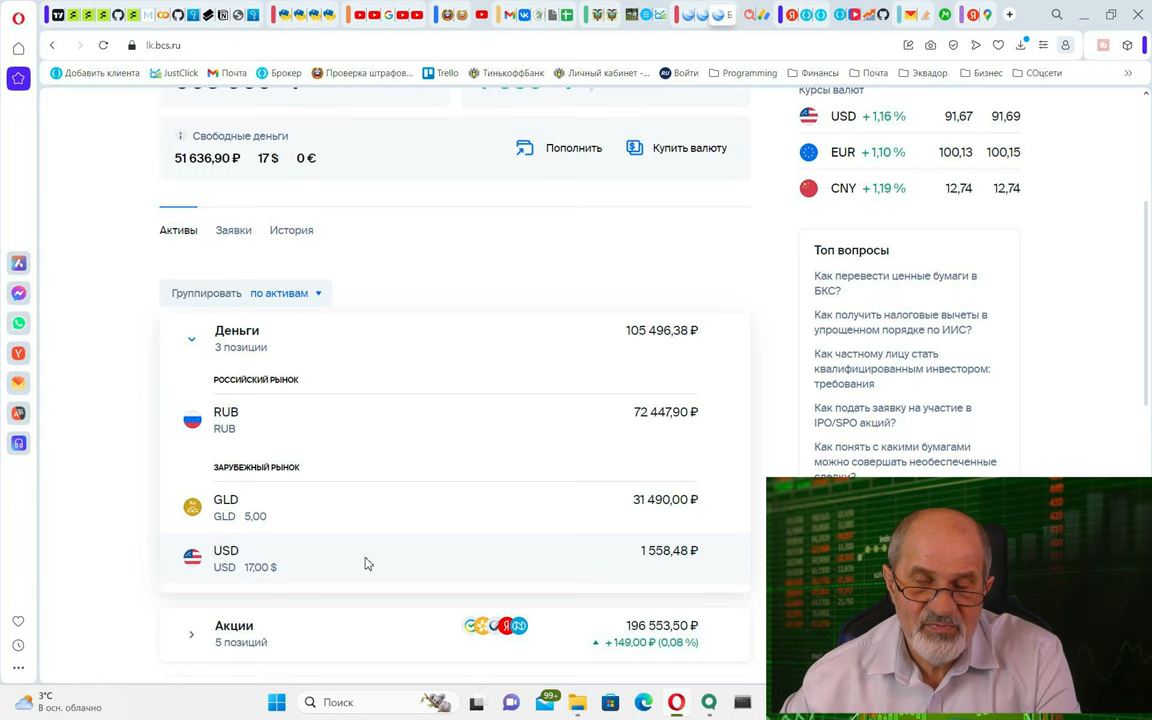 lk.bcs.ru
Добавить клиента
JustClick
Почта
Брокер
Проверка штрафов...
Trello
ТинькоффБанк
Личный кабинет -...
Войти
Programming
Финансы
Почта
Эквадор
Бизнес
СОцсети
Курсы валют
USD +1,16 % 91,67 91,69
EUR +1,10 % 100,13 100,15
CNY +1,19 % 12,74 12,74
Свободные деньги
51 636,90 ₽ 17 $ 0 €
Пополнить
Купить валюту
Активы
Заявки
История
Группировать по активам
Деньги 105 496,38 ₽
3 позиции
РОССИЙСКИЙ РЫНОК
RUB 72 447,90 ₽
RUB
ЗАРУБЕЖНЫЙ РЫНОК
GLD 31 490,00 ₽
GLD 5,00
USD 1 558,48 ₽
USD 17,00 $
Акции 196 553,50 ₽
5 позиций + 149,00 ₽ (0,08 %)
Топ вопросы
Как перевести ценные бумаги в
БКС?
Как получить налоговые вычеты в
упрощенном порядке по ИИС?
Как частному лицу стать
квалифицированным инвестором:
требования
Как подать заявку на участие в
IPO/SPO акций?
Как понять с какими бумагами
можно совершать необеспеченные
3°C
В осн. облачно
Поиск
99+